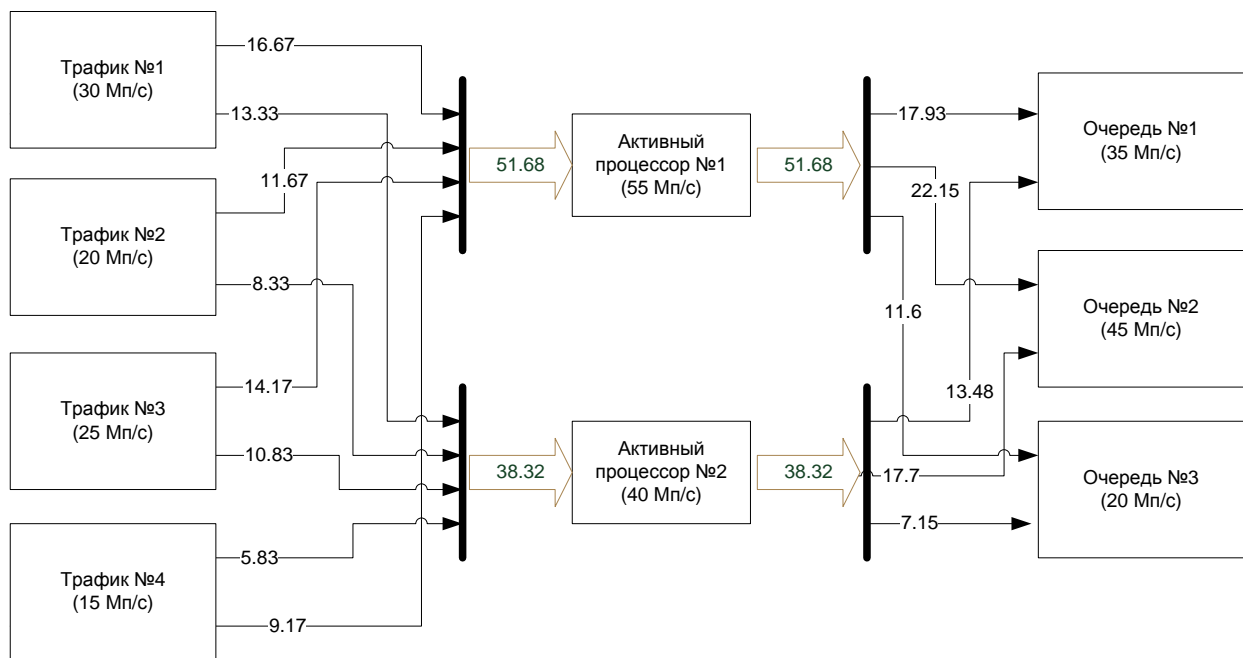 Трафик №1
(30 Мп/с)
16.67
13.33
Трафик №2
(20 Мп/с)
11.67
8.33
Трафик №3
(25 Мп/с)
14.17
10.83
Трафик №4
(15 Мп/с)
5.83
9.17
51.68
Активный
процессор №1
(55 Мп/с)
51.68
38.32
Активный
процессор №2
(40 Мп/с)
38.32
17.93
22.15
11.6
13.48
17.7
7.15
Очередь №1
(35 Мп/с)
Очередь №2
(45 Мп/с)
Очередь №3
(20 Мп/с)